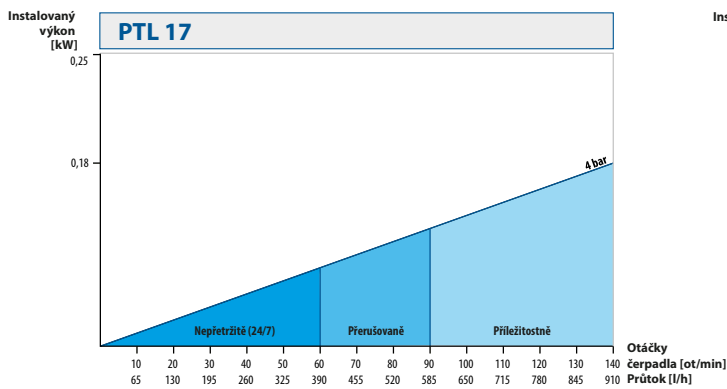 Instalovaný
výkon
[kW]
PTL 17
Ins
0,25
0,18
4 bar
Nepřetržitě (24/7)
Přerušovaně
Příležitostně
Otáčky
10 20 30 40 50 60 70 80 90 100 110 120 130 140 čerpadla [ot/min]
65 130 195 260 325 390 455 520 585 650 715 780 845 910 Průtok [l/h]